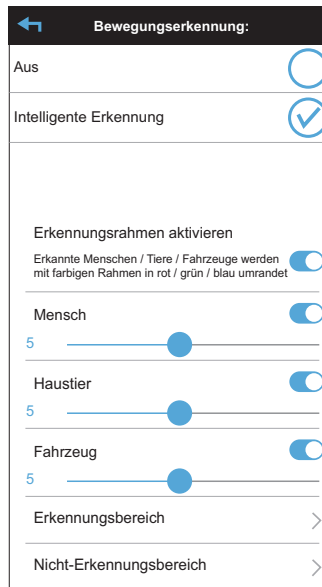 Bewegungserkennung:
Aus
Intelligente Erkennung
Erkennungsrahmen aktivieren
Erkannte Menschen / Tiere / Fahrzeuge werden
mit farbigen Rahmen in rot / grün / blau umrandet
Mensch
5
Haustier
5
Fahrzeug
5
Erkennungsbereich
Nicht-Erkennungsbereich